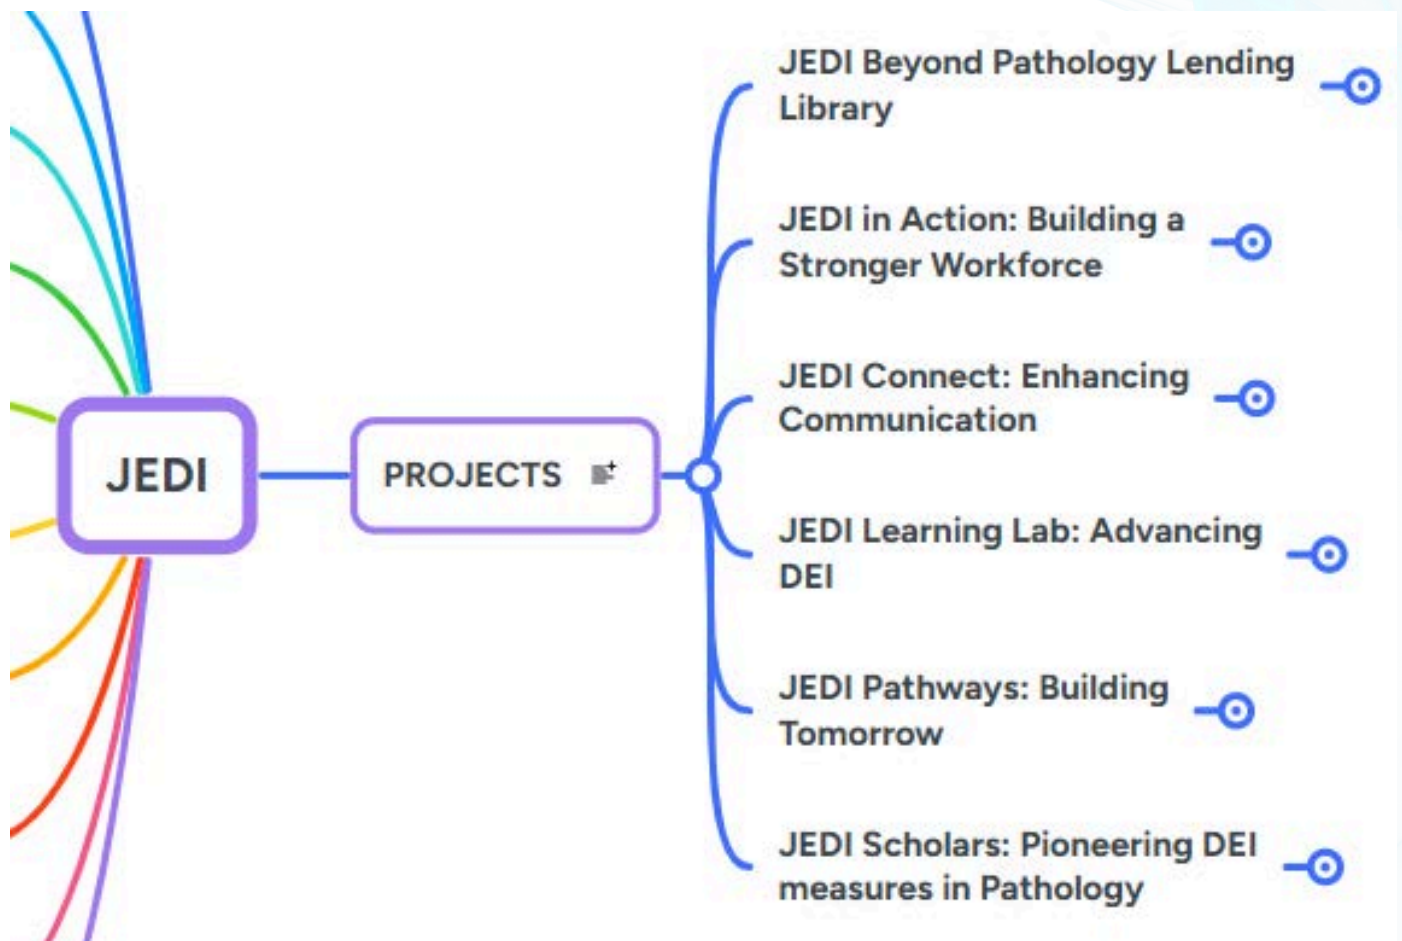 JEDI
PROJECTS
JEDI Beyond Pathology Lending
Library
JEDI in Action: Building a
Stronger Workforce
JEDI Connect: Enhancing
Communication
JEDI Learning Lab: Advancing
DEI
JEDI Pathways: Building
Tomorrow
JEDI Scholars: Pioneering DEI
measures in Pathology